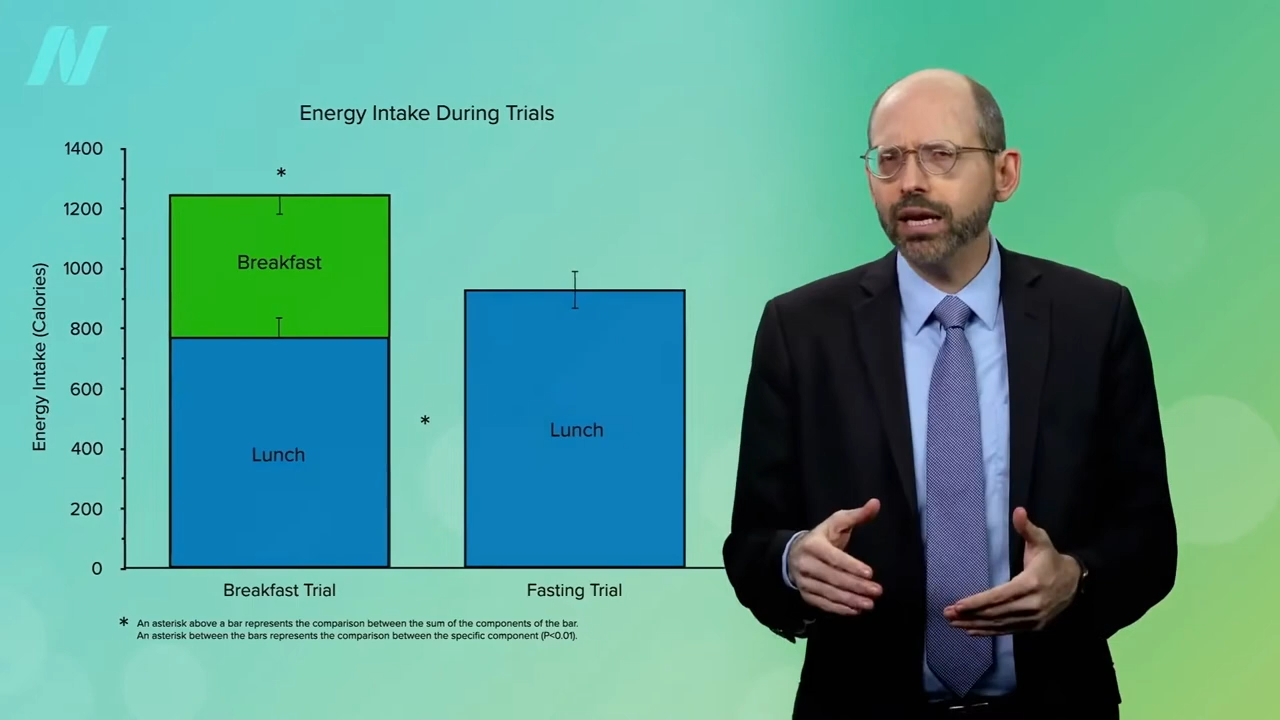 N
Energy Intake During Trials
1400
1200
1000
800
600
400
200
0
Energy Intake (Calories)
*
Breakfast
Lunch
*
Lunch
Breakfast Trial
Fasting Trial
* An asterisk above a bar represents the comparison between the sum of the components of the bar.
An asterisk between the bars represents the comparison between the specific component (P<0.01).